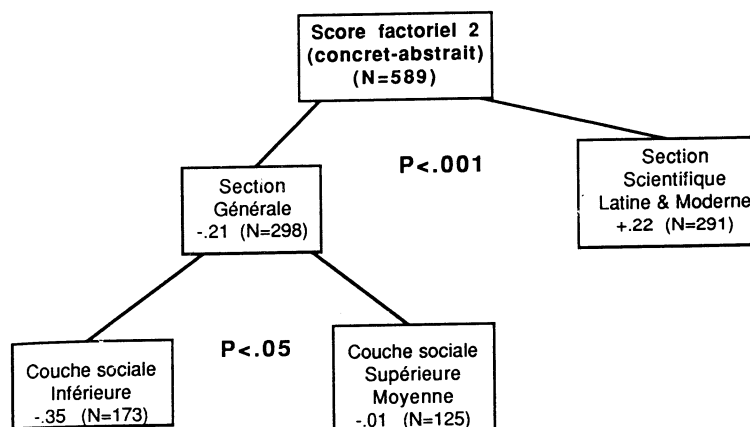 Score factoriel 2
(concret-abstrait)
(N=589)
P<.001
Section
Générale
-.21 (N=298)
Section
Scientifique
Latine & Moderne
+.22 (N=291)
P<.05
Couche sociale
Inférieure
-.35 (N=173)
Couche sociale
Supérieure
Moyenne
-.01 (N=125)